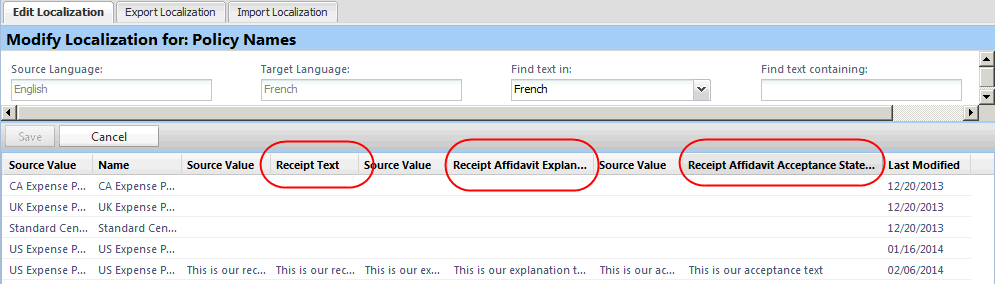 Edit Localization Export Localization Import Localization
Modify Localization for: Policy Names
Source Language: Target Language: Find text in: Find text containing:
English French French
Save Cancel
Source Value Name Source Value Receipt Text Source Value Receipt Affidavit Explan... Source Value Receipt Affidavit Acceptance State... Last Modified
CA Expense P... CA Expense P... 12/20/2013
UK Expense P... UK Expense P... 12/20/2013
Standard Cen... Standard Cen... 12/20/2013
US Expense P... US Expense P... 01/16/2014
US Expense P... US Expense P... This is our rec... This is our rec... This is our ex... This is our explanation t... This is our ac... This is our acceptance text 02/06/2014